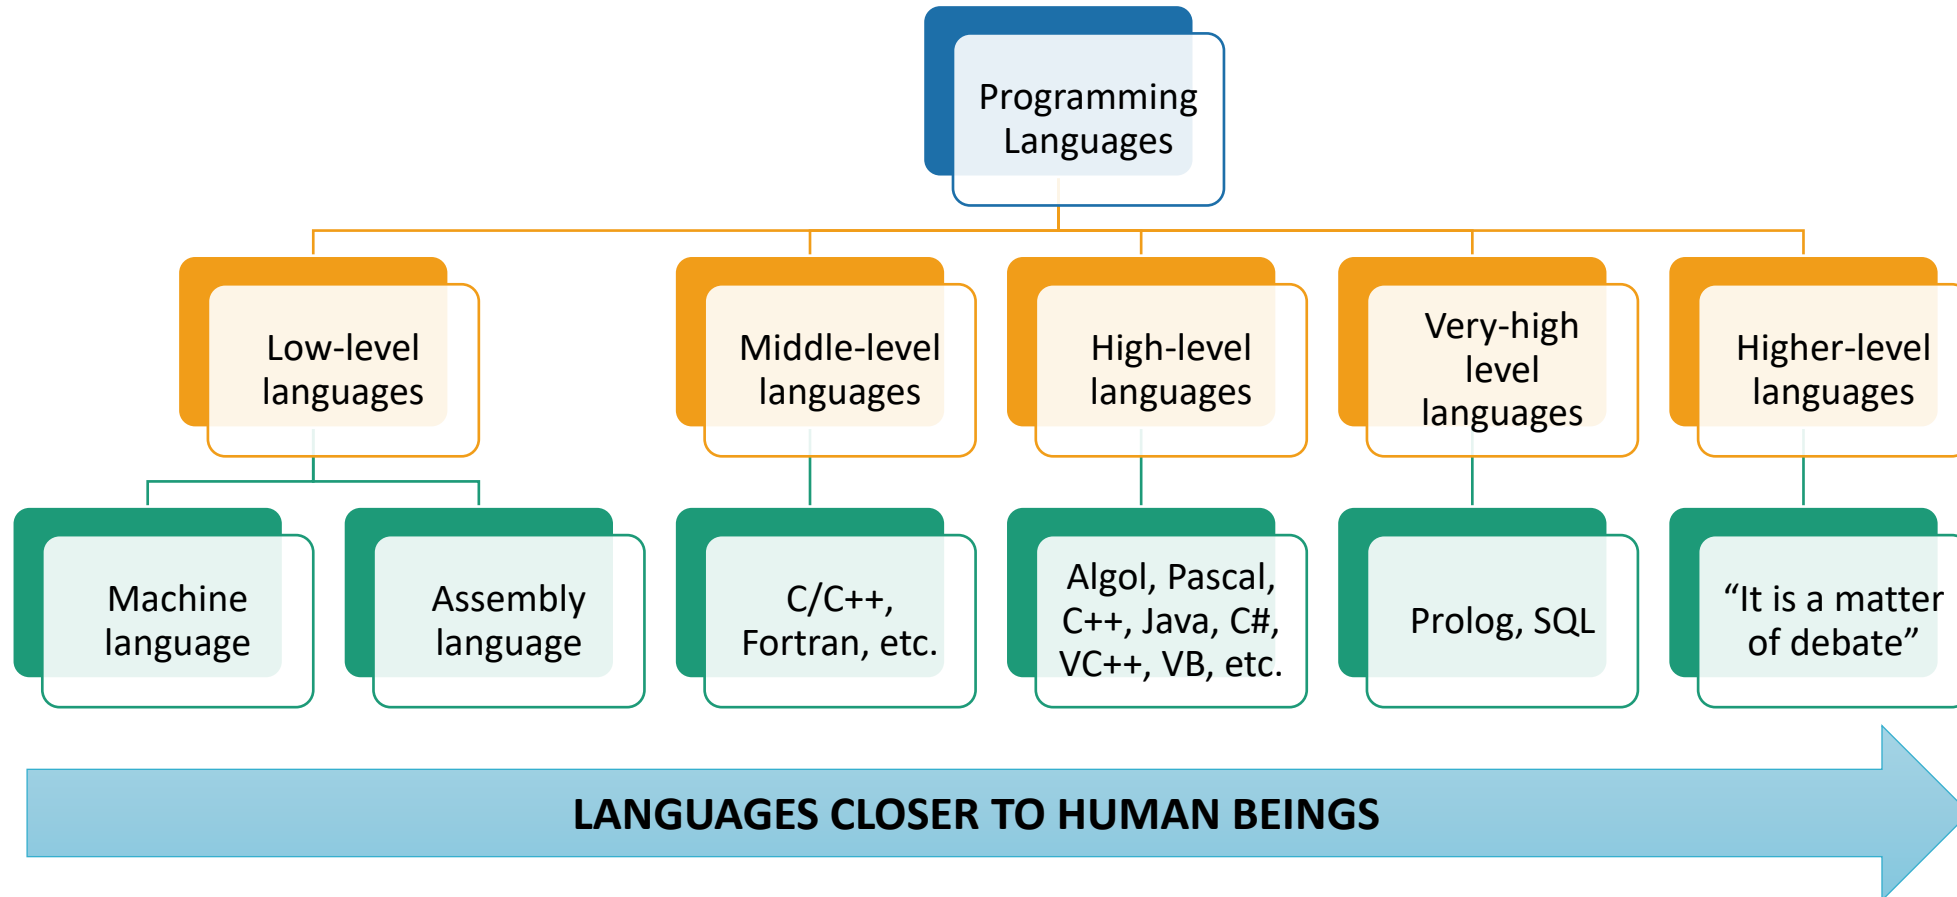 Programming
Languages
Low-level
languages
Middle-level
languages
High-level
languages
Very-high
level
languages
Higher-level
languages
Machine
language
Assembly
language
C/C++,
Fortran, etc.
Algol, Pascal,
C++, Java, C#,
VC++, VB, etc.
Prolog, SQL
“It is a matter
of debate”
LANGUAGES CLOSER TO HUMAN BEINGS